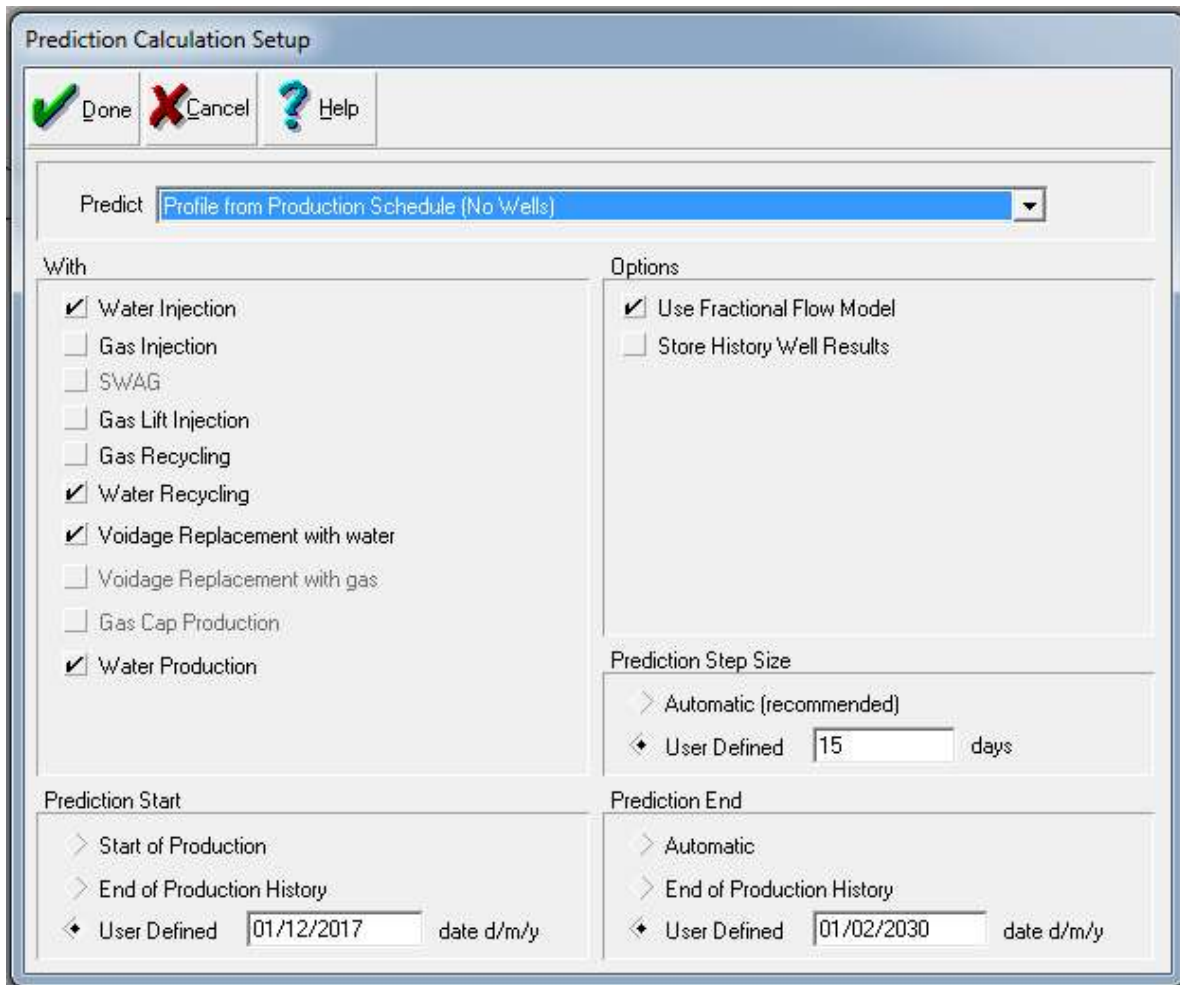 Prediction Calculation Setup
Done Cancel Help
Predict Profile from Production Schedule (No Wells)
With
Water Injection
Gas Injection
SWAG
Gas Lift Injection
Gas Recycling
Water Recycling
Voidage Replacement with water
Voidage Replacement with gas
Gas Cap Production
Water Production
Options
Use Fractional Flow Model
Store History Well Results
Prediction Step Size
Automatic (recommended)
User Defined 15 days
Prediction Start
Start of Production
End of Production History
User Defined 01/12/2017 date d/m/y
Prediction End
Automatic
End of Production History
User Defined 01/02/2030 date d/m/y